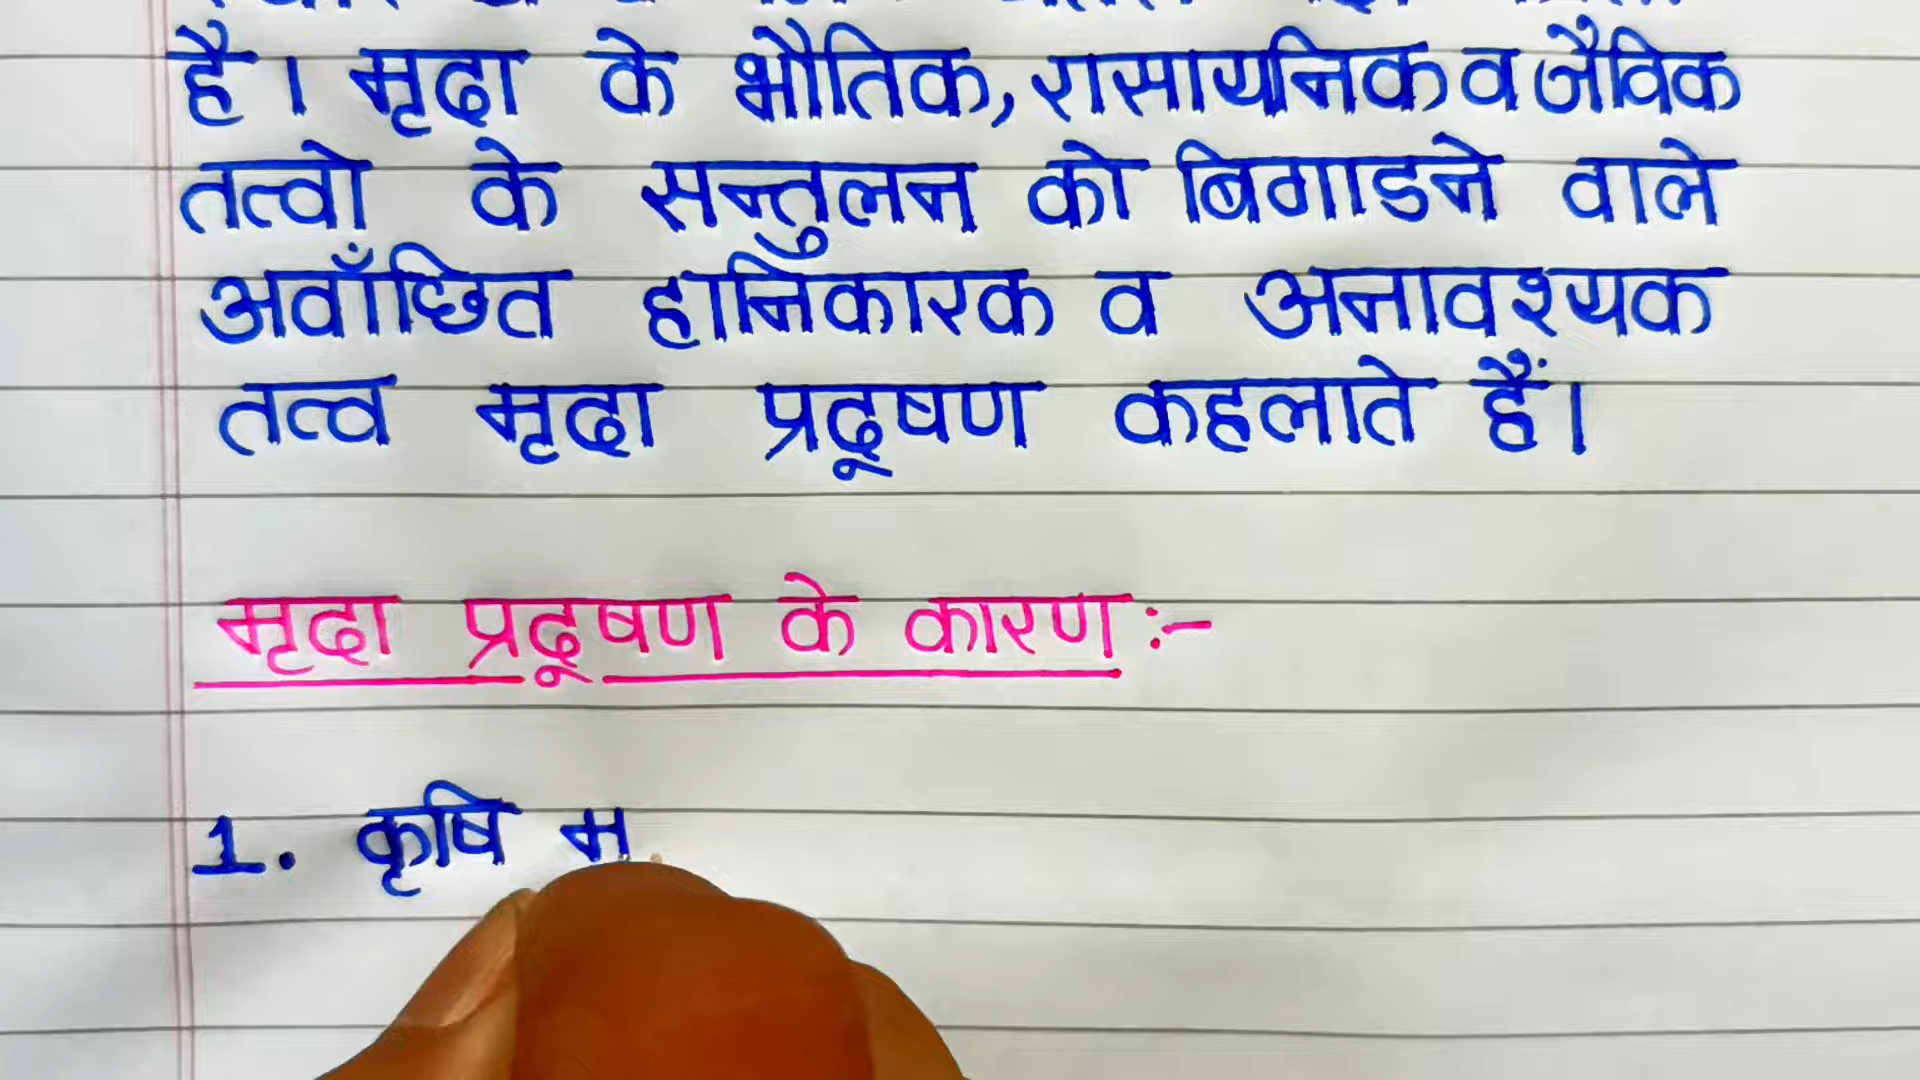 है। मृदा के भौतिक, रासायनिक व जैविक
तत्वो के सन्तुलन को बिगाडने वाले
अवाँछित हानिकारक व अनावश्यक
तत्व मृदा प्रदूषण कहलाते हैं।
मृदा प्रदूषण के कारण :-
1. कृषि म